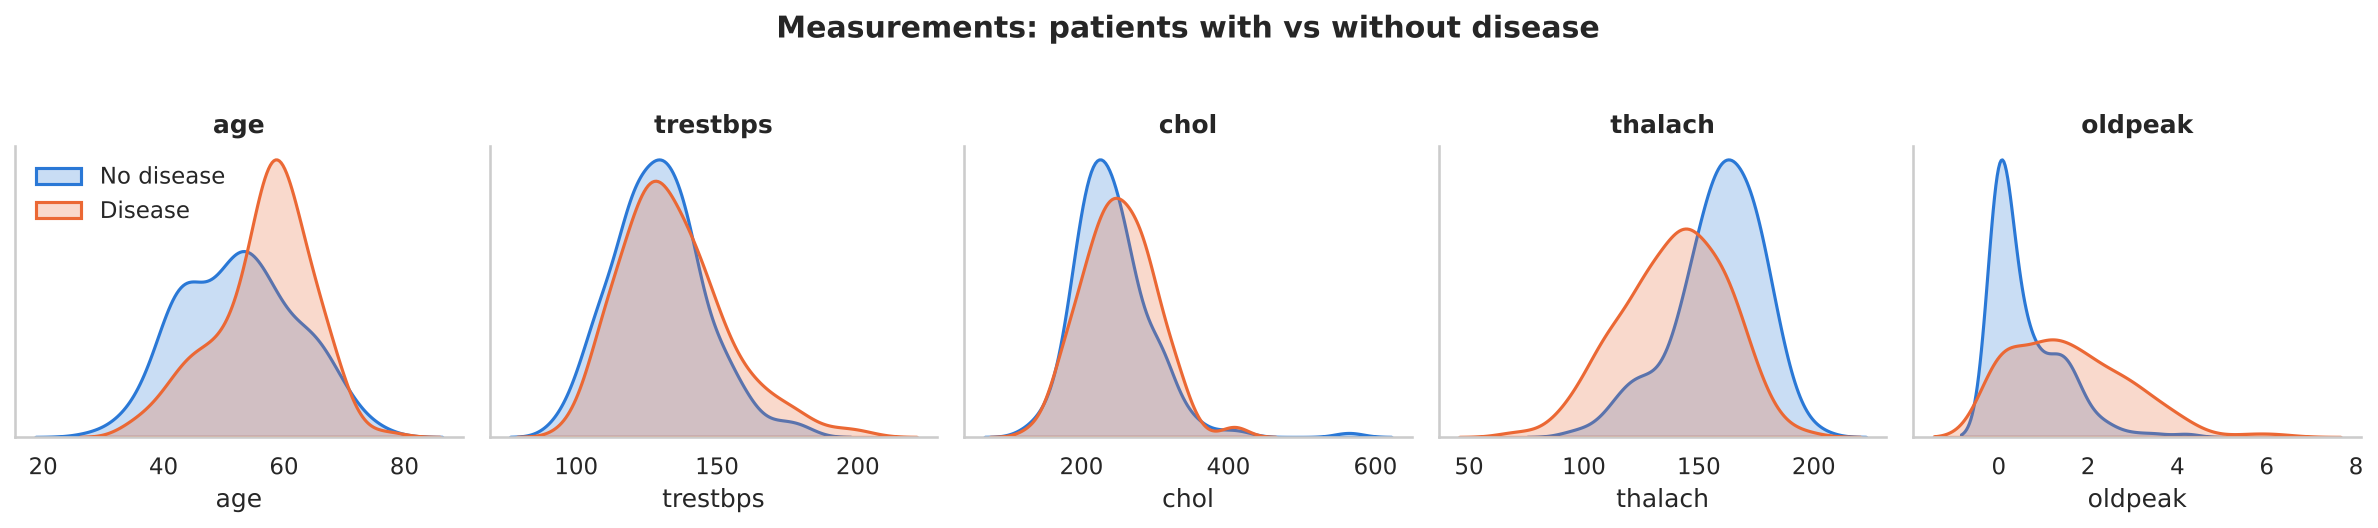 Measurements: patients with vs without disease
age
trestbps
chol
thalach
oldpeak
No disease
Disease
20 40 60 80
100 150 200
200 400 600
50 100 150 200
0 2 4 6 8
age
trestbps
chol
thalach
oldpeak